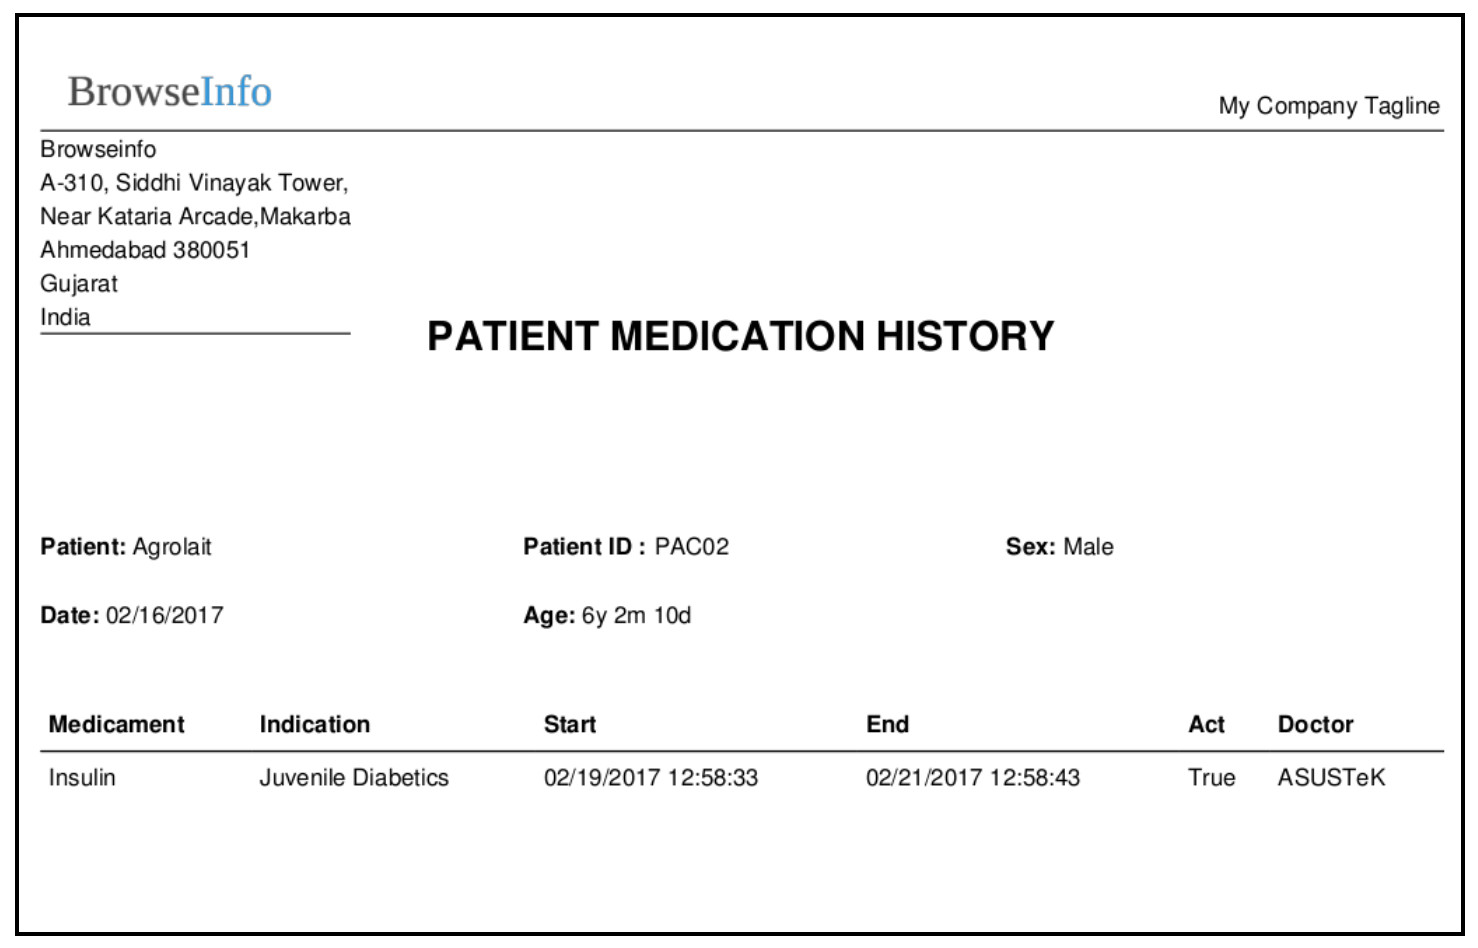 BrowseInfo
My Company Tagline
Browseinfo
A-310, Siddhi Vinayak Tower,
Near Kataria Arcade,Makarba
Ahmedabad 380051
Gujarat
India
PATIENT MEDICATION HISTORY
Patient: Agrolait Patient ID : PAC02 Sex: Male
Date: 02/16/2017 Age: 6y 2m 10d
Medicament Indication Start End Act Doctor
Insulin Juvenile Diabetics 02/19/2017 12:58:33 02/21/2017 12:58:43 True ASUSTeK